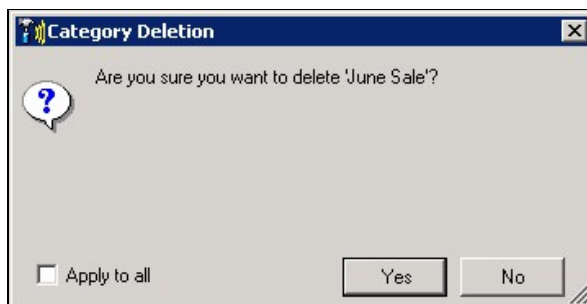 Category Deletion
Are you sure you want to delete 'June Sale'?
?
Apply to all
Yes
No